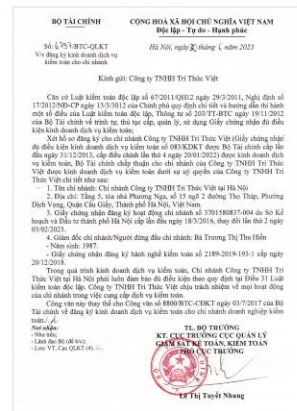 BỘ TÀI CHÍNH
CỘNG HOÀ XÃ HỘI CHỦ NGHĨA VIỆT NAM
Độc lập - Tự do - Hạnh phúc
Số: /BTC-QLKT
V/v đăng ký kinh doanh dịch vụ
kiểm toán cho chi nhánh
Hà Nội, ngày tháng 6 năm 2023
Kính gửi: Công ty TNHH Tri Thức Việt
Căn cứ Luật kiểm toán độc lập số 67/2011/QH12 ngày 29/3/2011, Nghị định số
17/2012/NĐ-CP ngày 13/3/2012 của Chính phủ quy định chi tiết và hướng dẫn thi hành
một số điều của Luật kiểm toán độc lập, Thông tư số 203/TT-BTC ngày 19/11/2012
của Bộ Tài chính về trình tự, thủ tục cấp, quản lý, sử dụng Giấy chứng nhận đủ điều
kiện kinh doanh dịch vụ kiểm toán;
Xét hồ sơ đăng ký cho chi nhánh Công ty TNHH Tri Thức Việt (Giấy chứng nhận
đủ điều kiện kinh doanh dịch vụ kiểm toán số 083/KDKT được Bộ Tài chính cấp lần
đầu ngày 31/12/2013, cấp điều chỉnh lần thứ 4 ngày 20/01/2022) được kinh doanh dịch
vụ kiểm toán, Bộ Tài chính chấp thuận cho chi nhánh của Công ty TNHH Tri Thức
Việt được kinh doanh dịch vụ kiểm toán dưới sự uỷ quyền của Công ty TNHH Tri Thức
Việt chi tiết như sau:
1. Tên chi nhánh: Chi nhánh Công ty TNHH Tri Thức Việt tại Hà Nội
2. Địa chỉ: Tầng 5, tòa nhà Phương Nga, số 15 ngõ 2 đường Thọ Tháp, Phường
Dịch Vọng, Quận Cầu Giấy, Thành phố Hà Nội, Việt Nam.
3. Giấy chứng nhận đăng ký hoạt động chi nhánh số 3701580837-004 do Sở Kế
hoạch và Đầu tư thành phố Hà Nội cấp lần đầu ngày 18/3/2016, thay đổi lần thứ 2 ngày
03/02/2023.
4. Giám đốc chi nhánh/Người đứng đầu chi nhánh: Bà Trương Thị Thu Hiền
- Năm sinh: 1987.
- Giấy chứng nhận đăng ký hành nghề kiểm toán số 2189-2019-193-1 cấp ngày
20/12/2018.
Trong quá trình kinh doanh dịch vụ kiểm toán, Chi nhánh Công ty TNHH Tri
Thức Việt tại Hà Nội phải luôn đảm bảo đủ điều kiện theo quy định tại Điều 31 Luật
kiểm toán độc lập. Công ty TNHH Tri Thức Việt chịu trách nhiệm về mọi hoạt động
của chi nhánh trong việc cung cấp dịch vụ kiểm toán.
Công văn này thay thế cho Công văn số 8800/BTC-CĐKT ngày 03/7/2017 của Bộ
Tài chính về đăng ký kinh doanh dịch vụ kiểm toán cho chi nhánh doanh nghiệp kiểm
toán./.
Nơi nhận:
- Như trên;
- Lãnh đạo Bộ (để b/c);
- Lưu: VT, Cục QLKT
TL. BỘ TRƯỞNG
KT. CỤC TRƯỞNG CỤC QUẢN LÝ
GIÁM SÁT KẾ TOÁN, KIỂM TOÁN
PHÓ CỤC TRƯỞNG
Lê Thị Tuyết Nhung